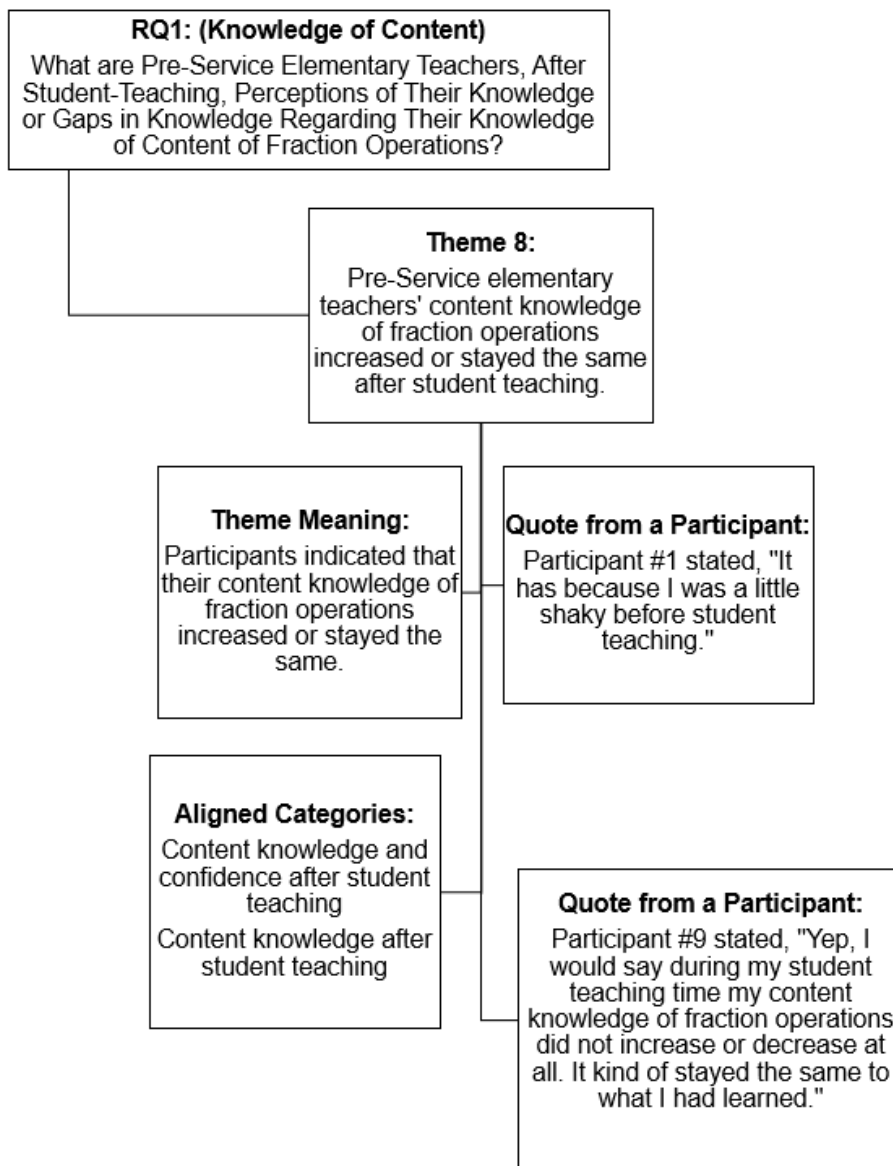 RQ1: (Knowledge of Content)
What are Pre-Service Elementary Teachers, After
Student-Teaching, Perceptions of Their Knowledge
or Gaps in Knowledge Regarding Their Knowledge
of Content of Fraction Operations?
Theme 8:
Pre-Service elementary
teachers' content knowledge
of fraction operations
increased or stayed the same
after student teaching.
Theme Meaning:
Participants indicated that
their content knowledge of
fraction operations
increased or stayed the
same.
Quote from a Participant:
Participant #1 stated, "It
has because I was a little
shaky before student
teaching."
Aligned Categories:
Content knowledge and
confidence after student
teaching
Content knowledge after
student teaching
Quote from a Participant:
Participant #9 stated, "Yep, I
would say during my student
teaching time my content
knowledge of fraction operations
did not increase or decrease at
all. It kind of stayed the same to
what I had learned."